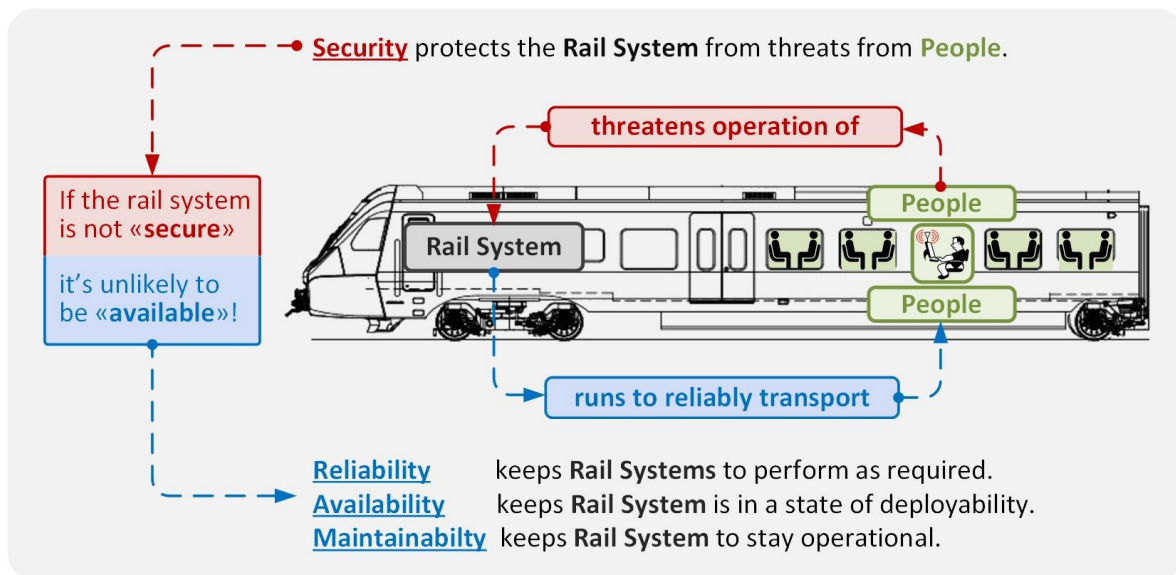 Security protects the Rail System from threats from People.
threatens operation of
If the rail system
is not «secure»
it's unlikely to
be «available»!
People
Rail System
People
runs to reliably transport
Reliability keeps Rail Systems to perform as required.
Availability keeps Rail System is in a state of deployability.
Maintainabilty keeps Rail System to stay operational.